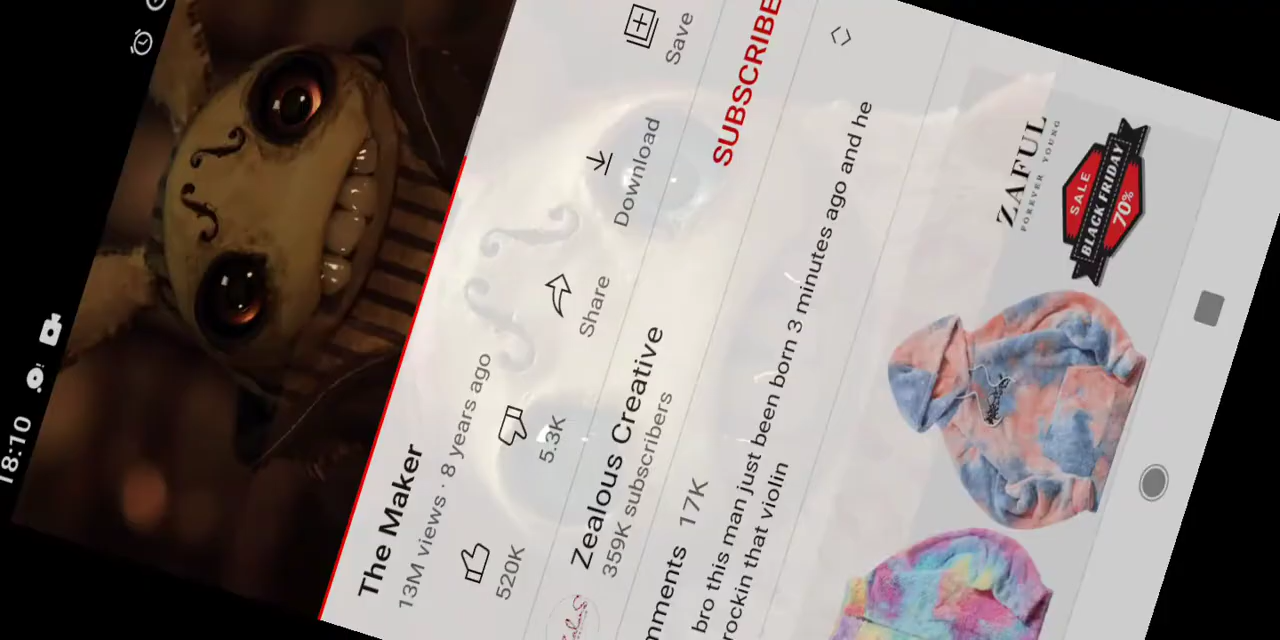 18:10
The Maker
13M views · 8 years ago
520K
5.3K
Share
Download
Save
Zealous Creative
359K subscribers
SUBSCRIBE
mments 17K
bro this man just been born 3 minutes ago and he
rockin that violin
ZAFUL
FOREVER YOUNG
SALE
BLACK FRIDAY
70%